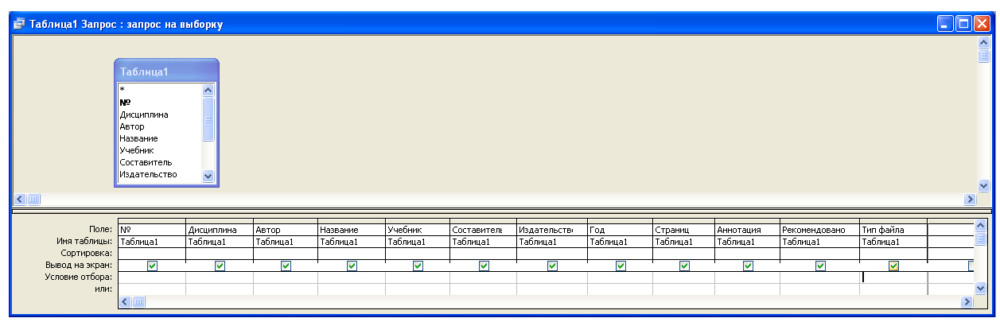 Таблица1 Запрос : запрос на выборку
Таблица1
*
№
Дисциплина
Автор
Название
Учебник
Составитель
Издательство
Поле: № Дисциплина Автор Название Учебник Составитель Издательство Год Страниц Аннотация Рекомендовано Тип файла
Имя таблицы: Таблица1 Таблица1 Таблица1 Таблица1 Таблица1 Таблица1 Таблица1 Таблица1 Таблица1 Таблица1 Таблица1 Таблица1
Сортировка:
Вывод на экран:
Условие отбора:
или: